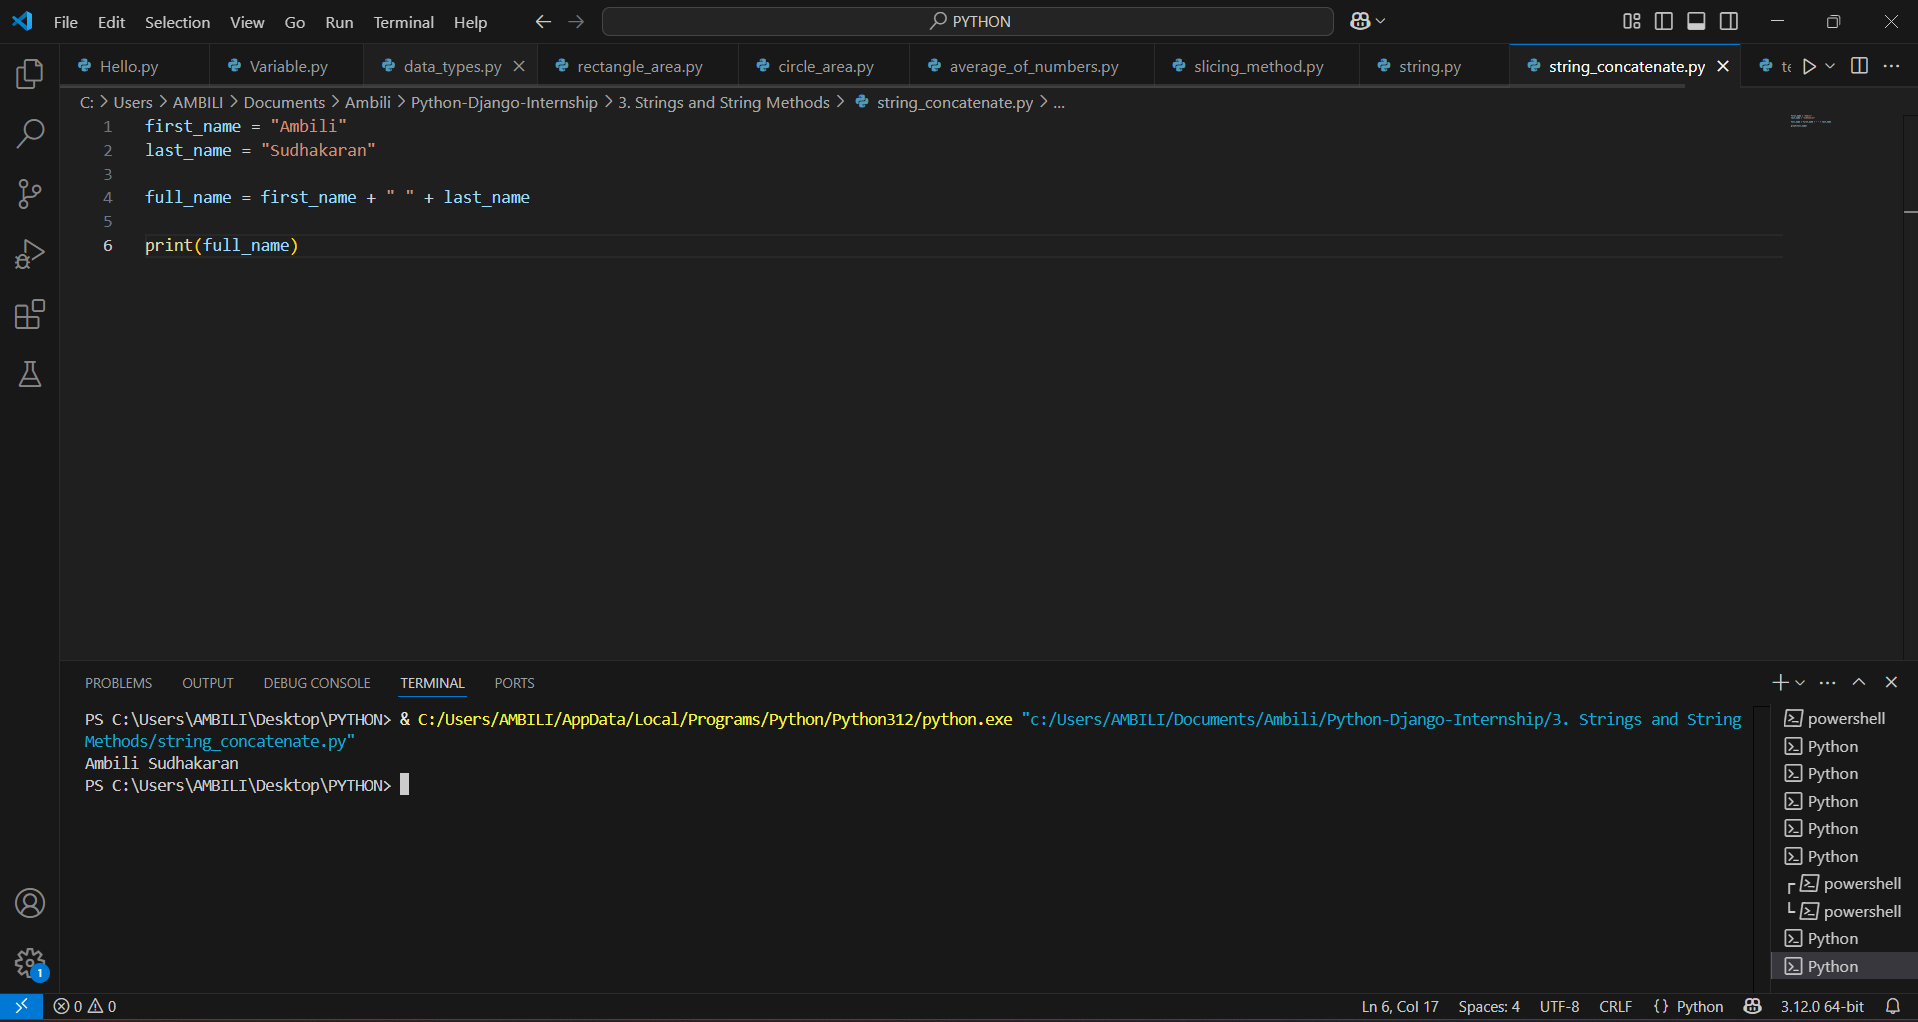 File Edit Selection View Go Run Terminal Help PYTHON
Hello.py Variable.py data_types.py rectangle_area.py circle_area.py average_of_numbers.py slicing_method.py string.py string_concatenate.py te
C: > Users > AMBILI > Documents > Ambili > Python-Django-Internship > 3. Strings and String Methods > string_concatenate.py > ...
1 first_name = "Ambili"
2 last_name = "Sudhakaran"
3
4 full_name = first_name + " " + last_name
5
6 print(full_name)
PROBLEMS OUTPUT DEBUG CONSOLE TERMINAL PORTS
PS C:\Users\AMBILI\Desktop\PYTHON> & C:/Users/AMBILI/AppData/Local/Programs/Python/Python312/python.exe "c:/Users/AMBILI/Documents/Ambili/Python-Django-Internship/3. Strings and String
Methods/string_concatenate.py"
Ambili Sudhakaran
PS C:\Users\AMBILI\Desktop\PYTHON>
powershell
Python
Python
Python
Python
Python
powershell
powershell
Python
Python
1
0 0 Ln 6, Col 17 Spaces: 4 UTF-8 CRLF {} Python 3.12.0 64-bit